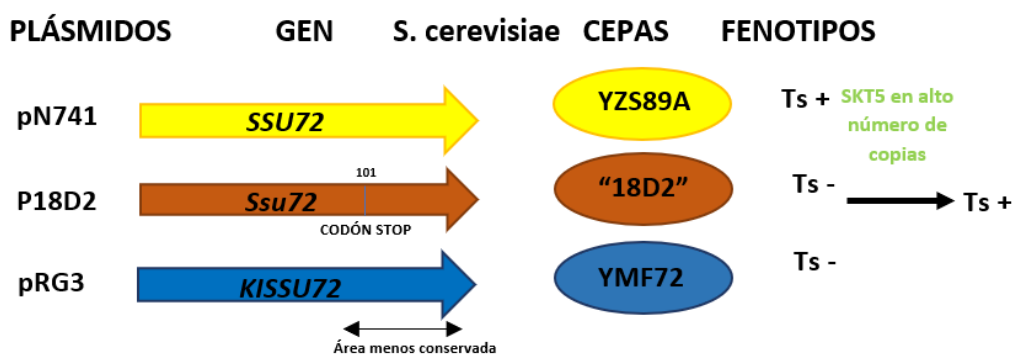 PLÁSMIDOS GEN S. cerevisiae CEPAS FENOTIPOS
pN741 SSU72 YZS89A Ts + SKT5 en alto
número de
copias
101
P18D2 Ssu72 “18D2” Ts - Ts +
CODÓN STOP
pRG3 KISSU72 YMF72 Ts -
Área menos conservada